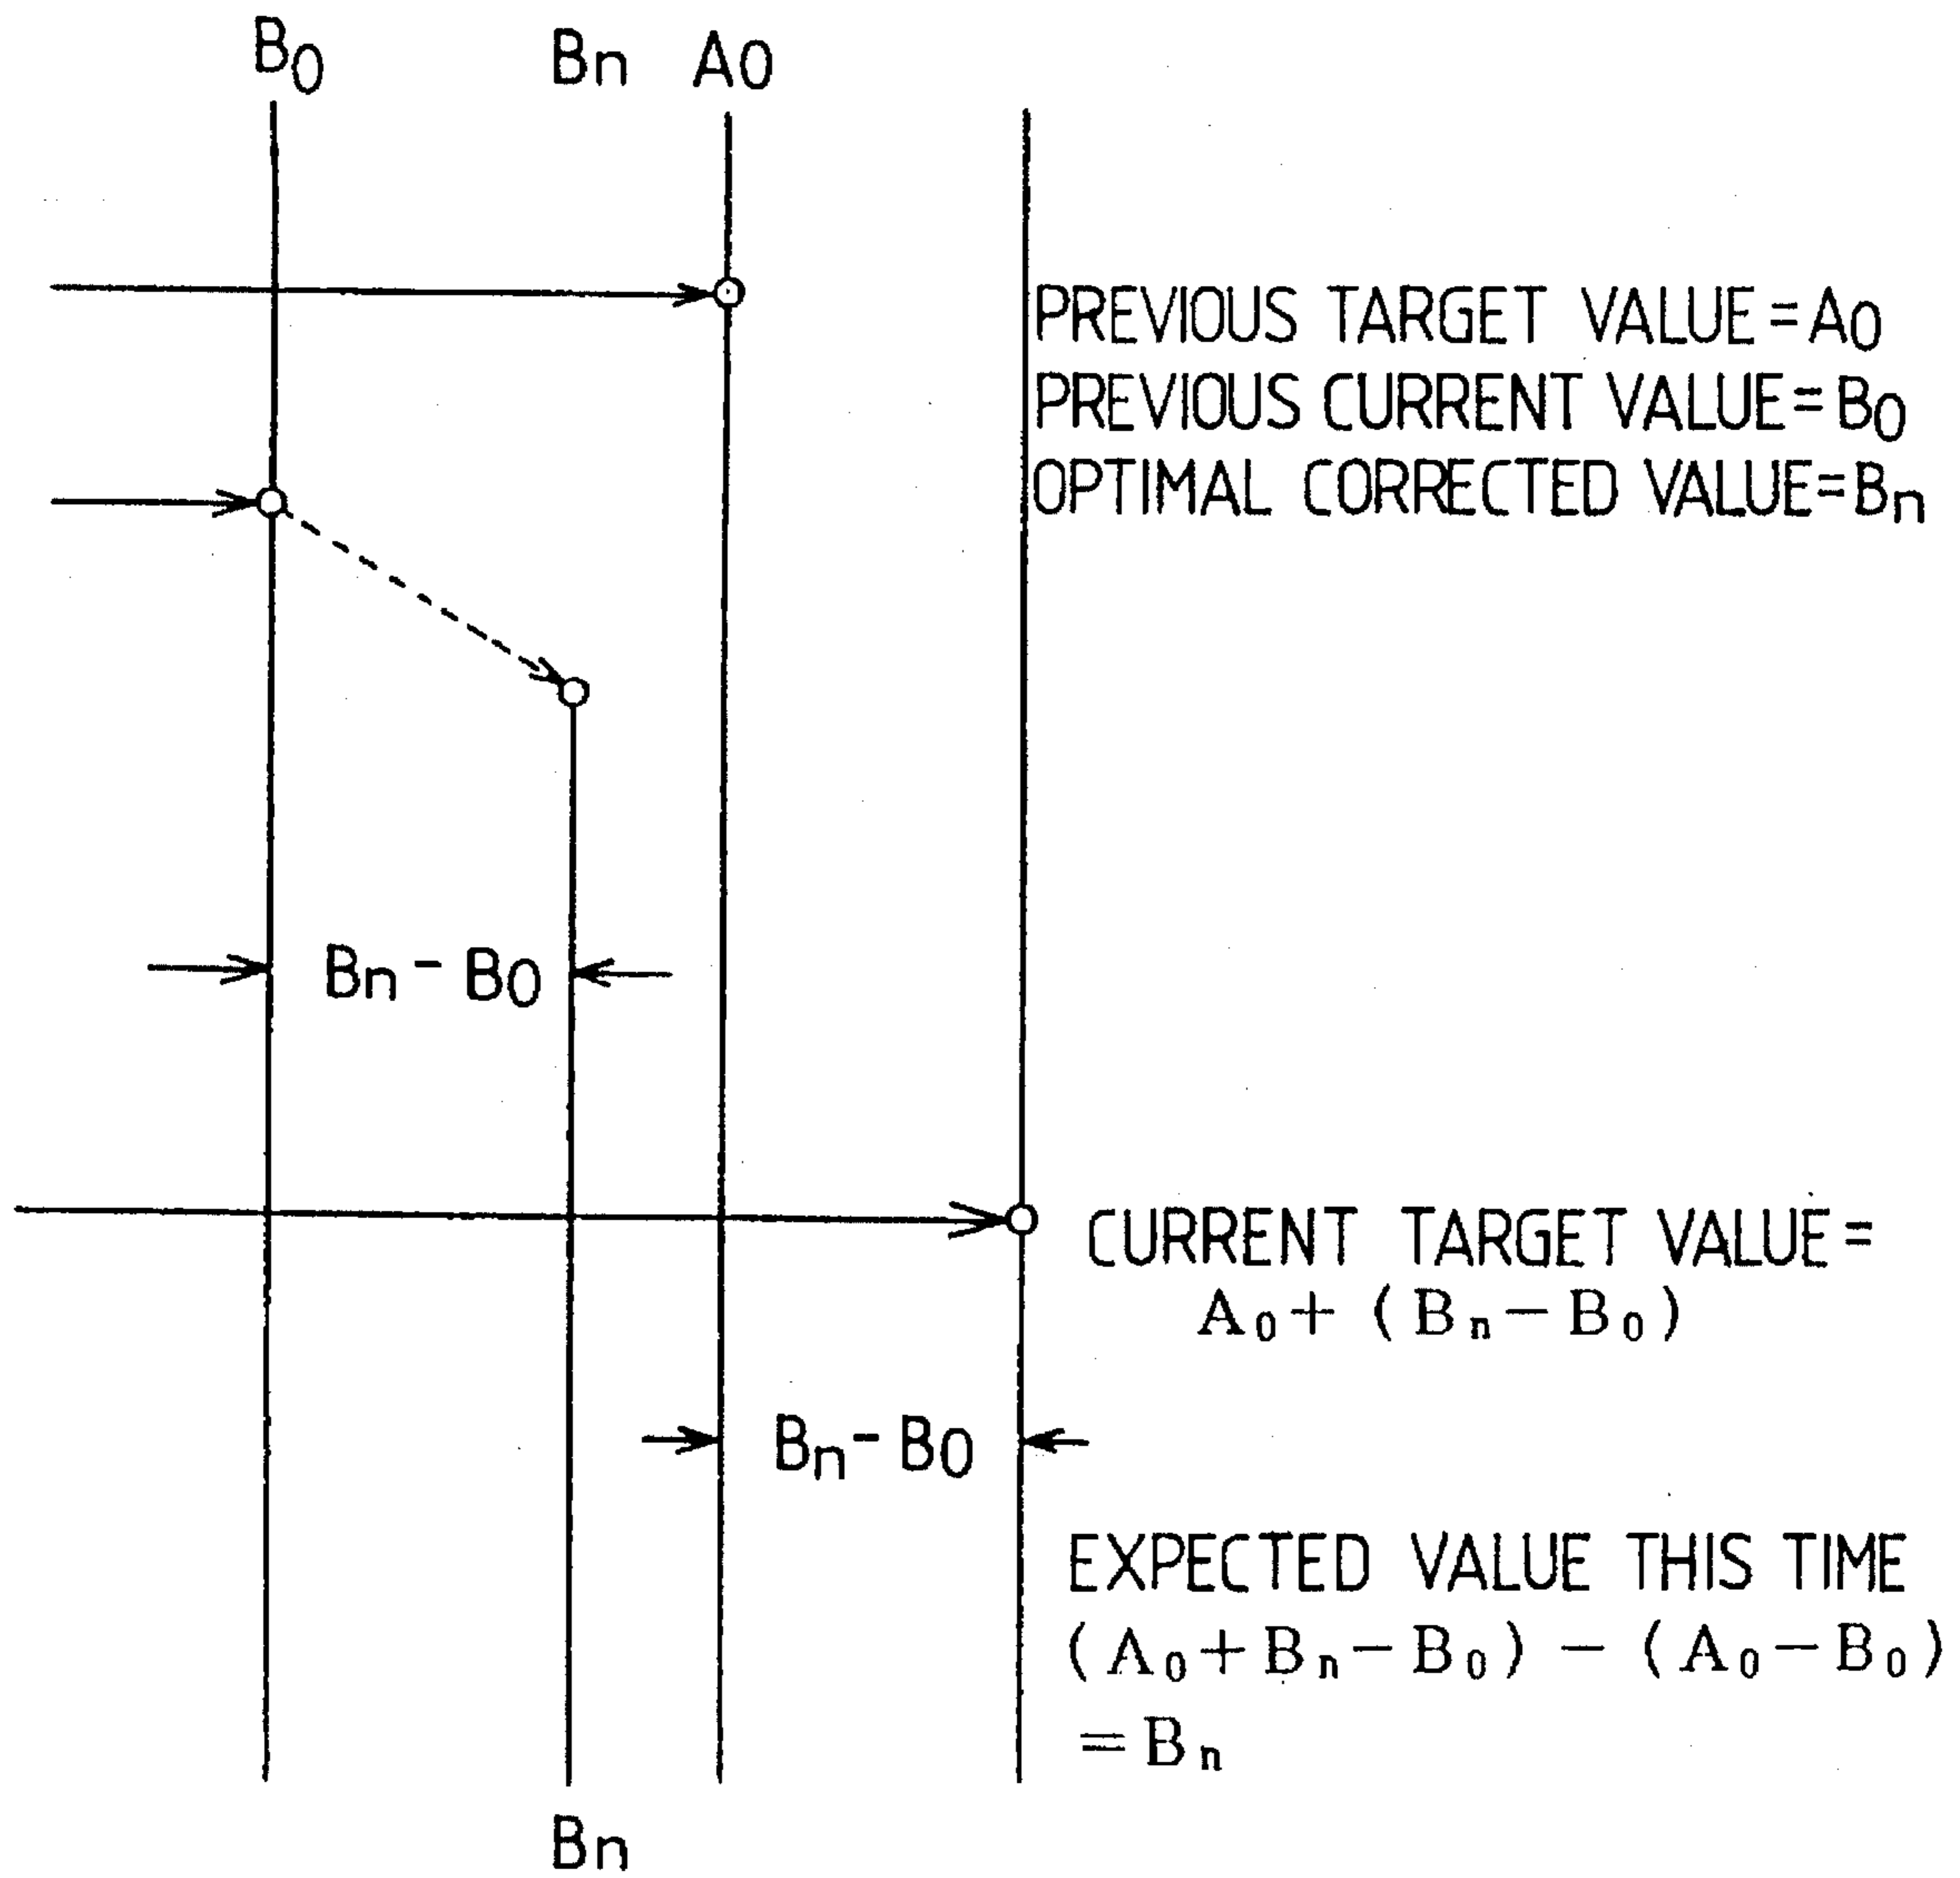 B0 Bn A0
PREVIOUS TARGET VALUE=A0
PREVIOUS CURRENT VALUE=B0
OPTIMAL CORRECTED VALUE=Bn
Bn-B0
CURRENT TARGET VALUE=
A0+(Bn-B0)
Bn-B0
EXPECTED VALUE THIS TIME
(A0+Bn-B0)-(A0-B0)
=Bn
Bn